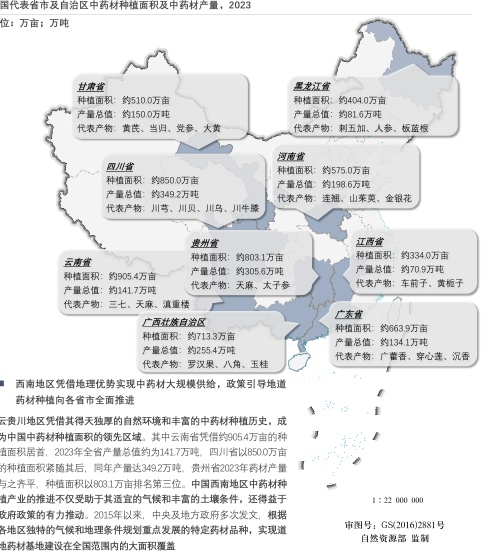 国代表省市及自治区中药材种植面积及中药材产量，2023
位：万亩；万吨
甘肃省
种植面积：约510.0万亩
产量总值：约150.0万吨
代表产物：黄芪、当归、党参、大黄
黑龙江省
种植面积：约404.0万亩
产量总值：约81.6万吨
代表产物：刺五加、人参、板蓝根
四川省
种植面积：约850.0万亩
产量总值：约349.2万吨
代表产物：川芎、川贝、川乌、川牛膝
河南省
种植面积：约575.0万亩
产量总值：约198.6万吨
代表产物：连翘、山茱萸、金银花
贵州省
种植面积：约803.1万亩
产量总值：约305.6万吨
代表产物：天麻、太子参
江西省
种植面积：约334.0万亩
产量总值：约70.9万吨
代表产物：车前子、黄栀子
云南省
种植面积：约905.4万亩
产量总值：约141.7万吨
代表产物：三七、天麻、滇重楼
广西壮族自治区
种植面积：约713.3万亩
产量总值：约255.4万吨
代表产物：罗汉果、八角、玉桂
广东省
种植面积：约663.9万亩
产量总值：约134.1万吨
代表产物：广藿香、穿心莲、沉香
西南地区凭借地理优势实现中药材大规模供给，政策引导地道
药材种植向各省市全面推进
云贵川地区凭借其得天独厚的自然环境和丰富的中药材种植历史，成
为中国中药材种植面积的领先区域。其中云南省凭借约905.4万亩的种
植面积居首，2023年全省产量总值约为141.7万吨，四川省以850.0万亩
的种植面积紧随其后，同年产量达349.2万吨，贵州省2023年药材产量
与之齐平，种植面积以803.1万亩排名第三位。中国西南地区中药材种
植产业的推进不仅受助于其适宜的气候和丰富的土壤条件，还得益于
政府政策的有力推动。2015年以来，中央及地方政府多次发文，根据
各地区独特的气候和地理条件规划重点发展的特定药材品种，实现道
地药材基地建设在全国范围内的大面积覆盖
1：22 000 000
审图号：GS(2016)2881号
自然资源部 监制